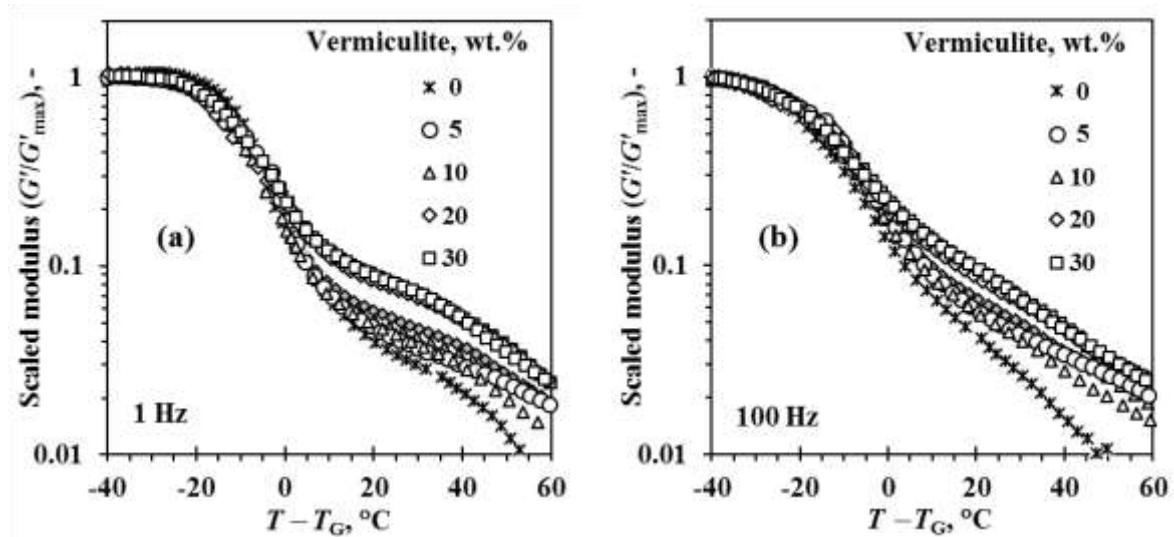 Scaled modulus (G'/G'max), -
1
0.1
0.01
Vermiculite, wt.%
0
5
10
20
30
(a)
1 Hz
-40 -20 0 20 40 60
T – TG, °C
Scaled modulus (G'/G'max), -
1
0.1
0.01
Vermiculite, wt.%
0
5
10
20
30
(b)
100 Hz
-40 -20 0 20 40 60
T – TG, °C